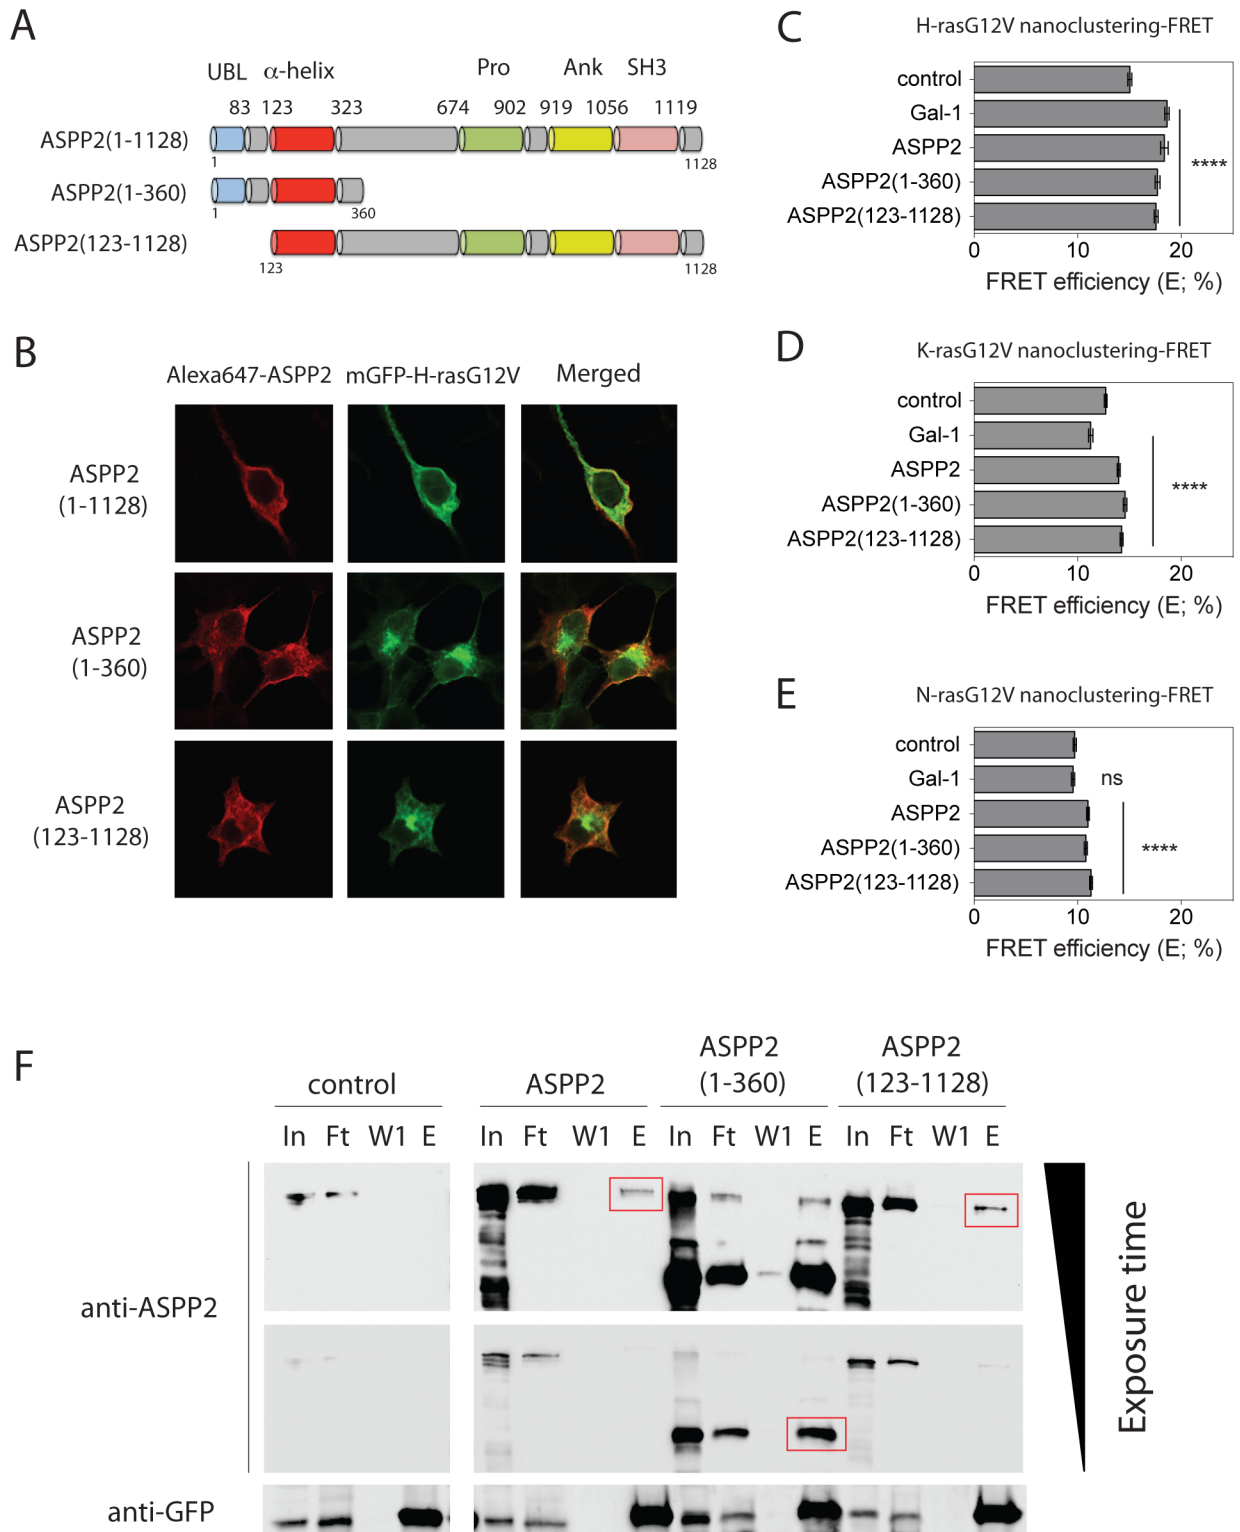 A
UBL α-helix Pro Ank SH3
83 123 323 674 902 919 1056 1119
ASPP2(1-1128)
1 1128
ASPP2(1-360)
1 360
ASPP2(123-1128)
123 1128
B
Alexa647-ASPP2 mGFP-H-rasG12V Merged
ASPP2
(1-1128)
ASPP2
(1-360)
ASPP2
(123-1128)
C
H-rasG12V nanoclustering-FRET
control
Gal-1
ASPP2
ASPP2(1-360)
ASPP2(123-1128)
****
0 10 20
FRET efficiency (E; %)
D
K-rasG12V nanoclustering-FRET
control
Gal-1
ASPP2
ASPP2(1-360)
ASPP2(123-1128)
****
0 10 20
FRET efficiency (E; %)
E
N-rasG12V nanoclustering-FRET
control
Gal-1 ns
ASPP2
ASPP2(1-360) ****
ASPP2(123-1128)
0 10 20
FRET efficiency (E; %)
F
control ASPP2 ASPP2 (1-360) ASPP2 (123-1128)
In Ft W1 E In Ft W1 E In Ft W1 E In Ft W1 E
anti-ASPP2
Exposure time
anti-GFP